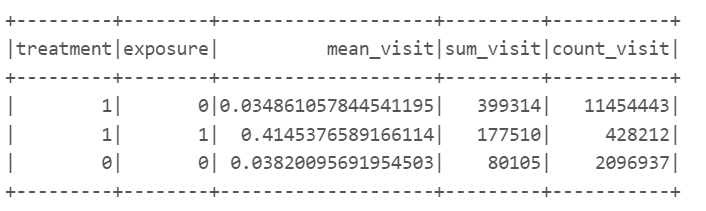 +---------+--------+--------------------+---------+-----------+
|treatment|exposure|          mean_visit|sum_visit|count_visit|
+---------+--------+--------------------+---------+-----------+
|        1|       0|0.034861057844541195|   399314|   11454443|
|        1|       1|  0.4145376589166114|   177510|     428212|
|        0|       0| 0.03820095691954503|    80105|    2096937|
+---------+--------+--------------------+---------+-----------+